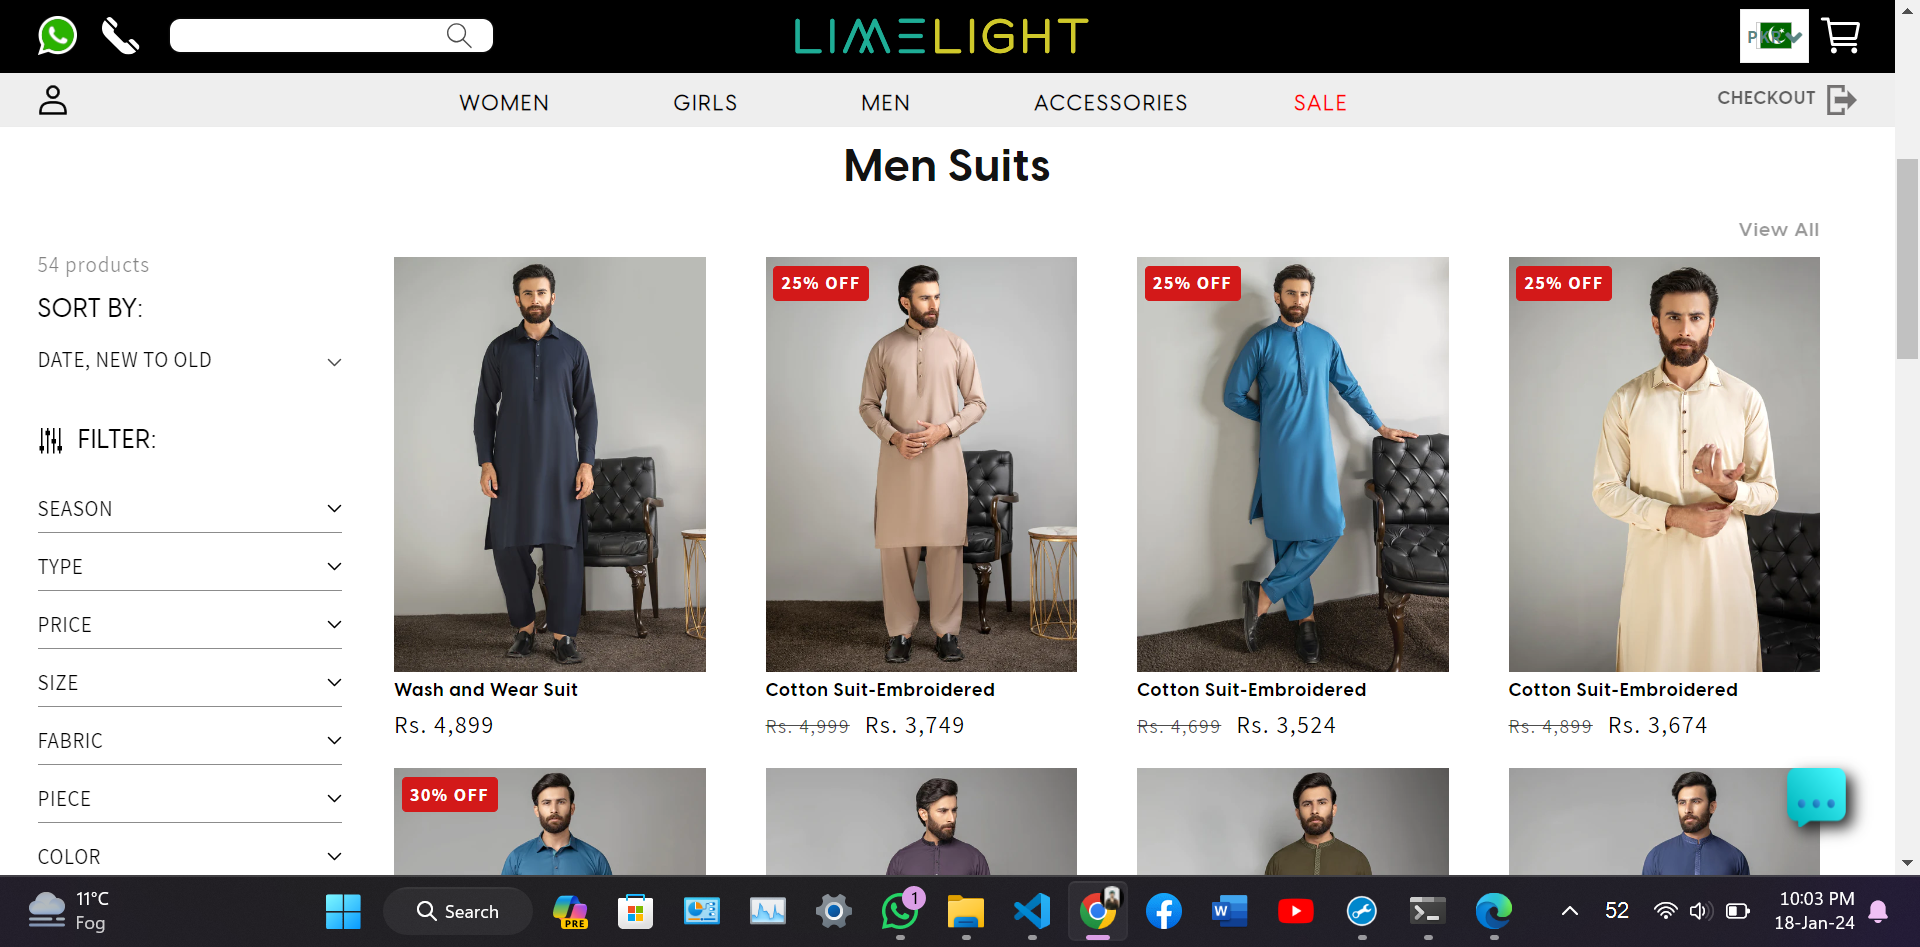 LIMELIGHT
PKR
WOMEN
GIRLS
MEN
ACCESSORIES
SALE
CHECKOUT
Men Suits
View All
54 products
SORT BY:
DATE, NEW TO OLD
FILTER:
SEASON
TYPE
PRICE
SIZE
FABRIC
PIECE
COLOR
25% OFF
25% OFF
25% OFF
Wash and Wear Suit
Rs. 4,899
Cotton Suit-Embroidered
Rs. 4,999 Rs. 3,749
Cotton Suit-Embroidered
Rs. 4,699 Rs. 3,524
Cotton Suit-Embroidered
Rs. 4,899 Rs. 3,674
30% OFF
11°C
Fog
Search
PRE
1
W
52
10:03 PM
18-Jan-24